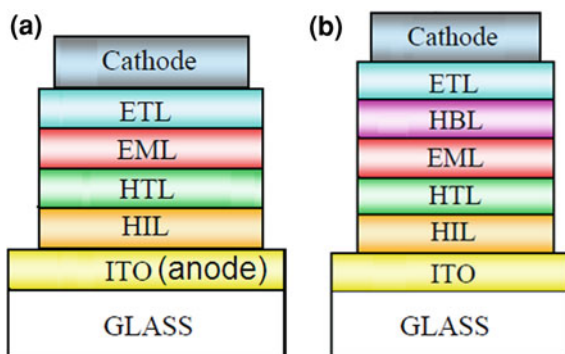 (a)
Cathode
ETL
EML
HTL
HIL
ITO (anode)
GLASS
(b)
Cathode
ETL
HBL
EML
HTL
HIL
ITO
GLASS